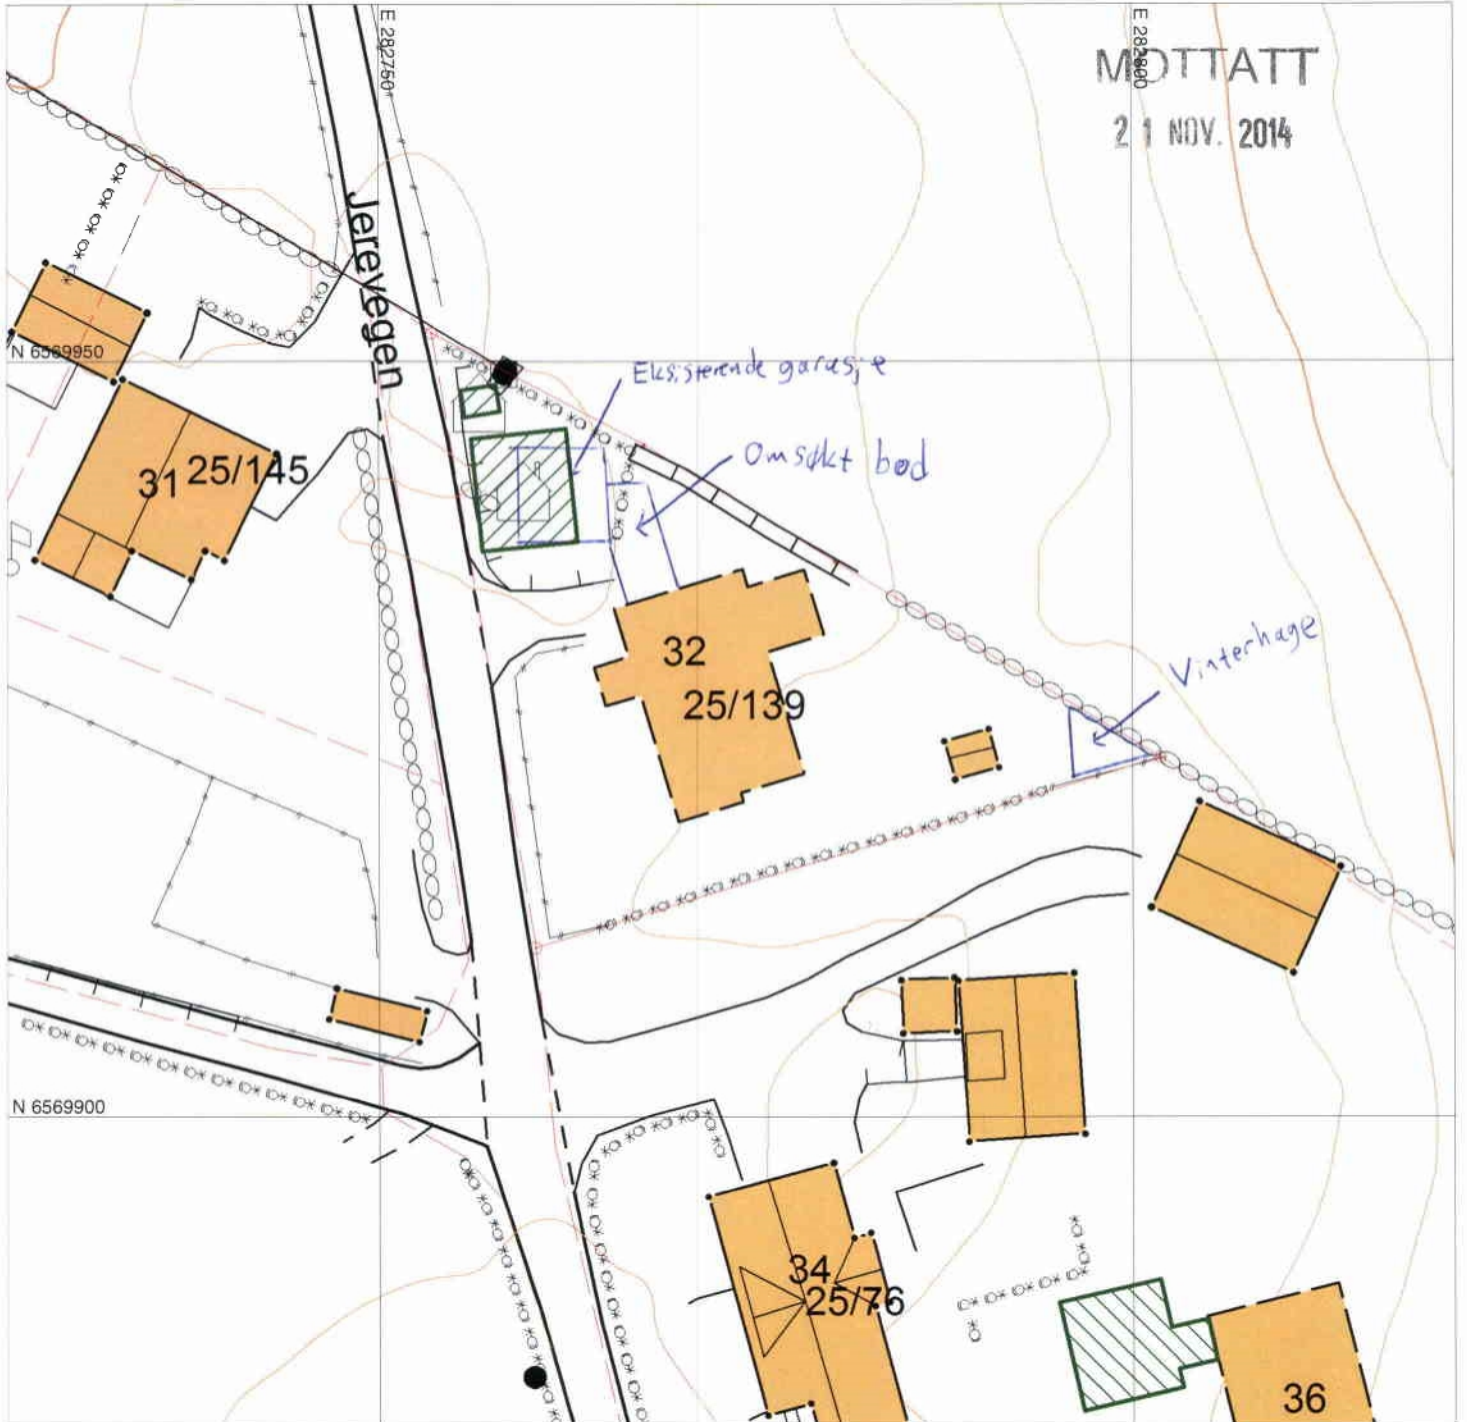 E 282750
E 282800
MOTTATT
21 NOV. 2014
Jerevegen
N 6569950
Eksisterende garasje
Omsøkt bod
31 25/145
32
25/139
Vinterhage
N 6569900
34
25/76
36